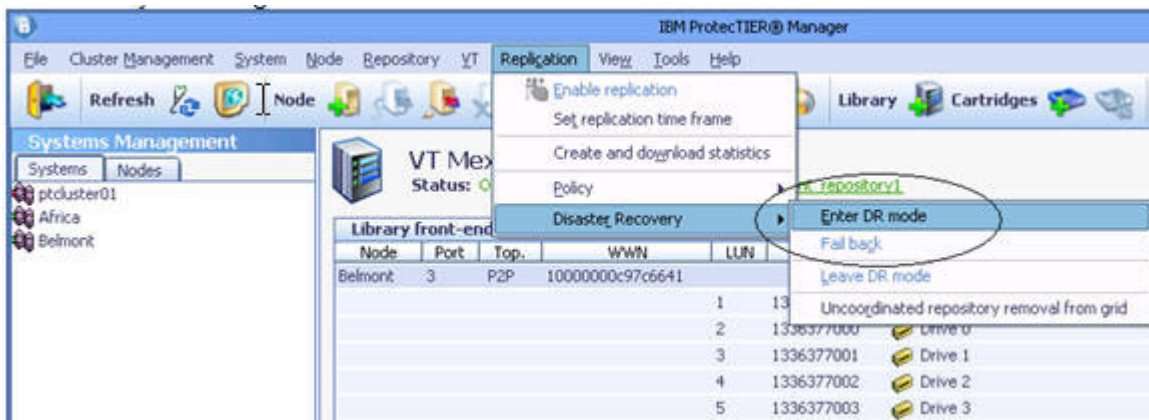 IBM ProtecTIER® Manager
File Cluster Management System Node Repository VT Replication View Tools Help
Refresh Node Library Cartridges
Enable replication
Set replication time frame
Create and download statistics
Policy
Disaster Recovery
Enter DR mode
Fail back
Leave DR mode
Uncoordinated repository removal from grid
Systems Management
Systems Nodes
ptcluster01
Africa
Belmont
VT Mex
Status:
repository1
Library front-end
Node Port Top. WWN LUN
Belmont 3 P2P 10000000c97c6641
1 13
2 1336377000 Drive 0
3 1336377001 Drive 1
4 1336377002 Drive 2
5 1336377003 Drive 3